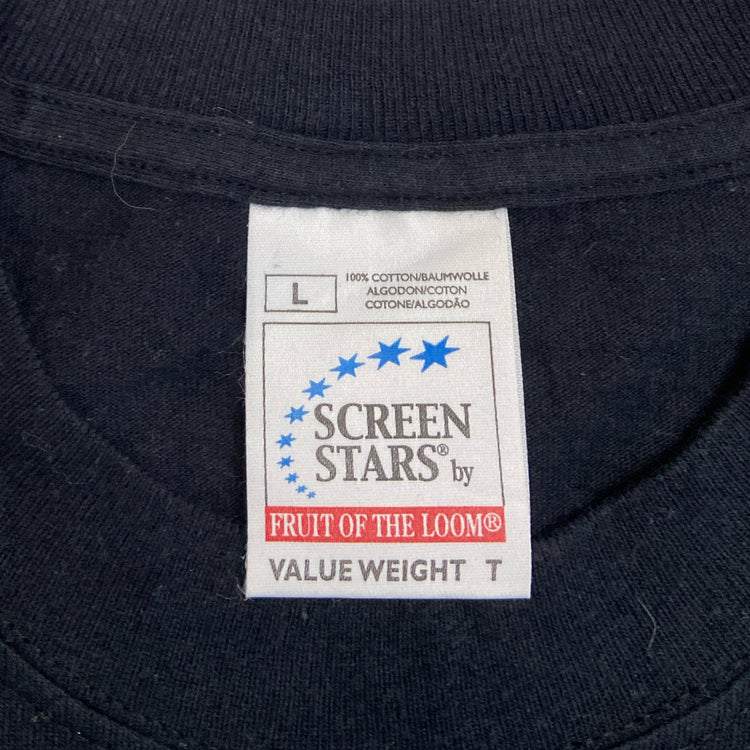 L
100% COTTON/BAUMWOLLE
ALGODON/COTON
COTONE/ALGODÃO
SCREEN
STARS® by
FRUIT OF THE LOOM®
VALUE WEIGHT T